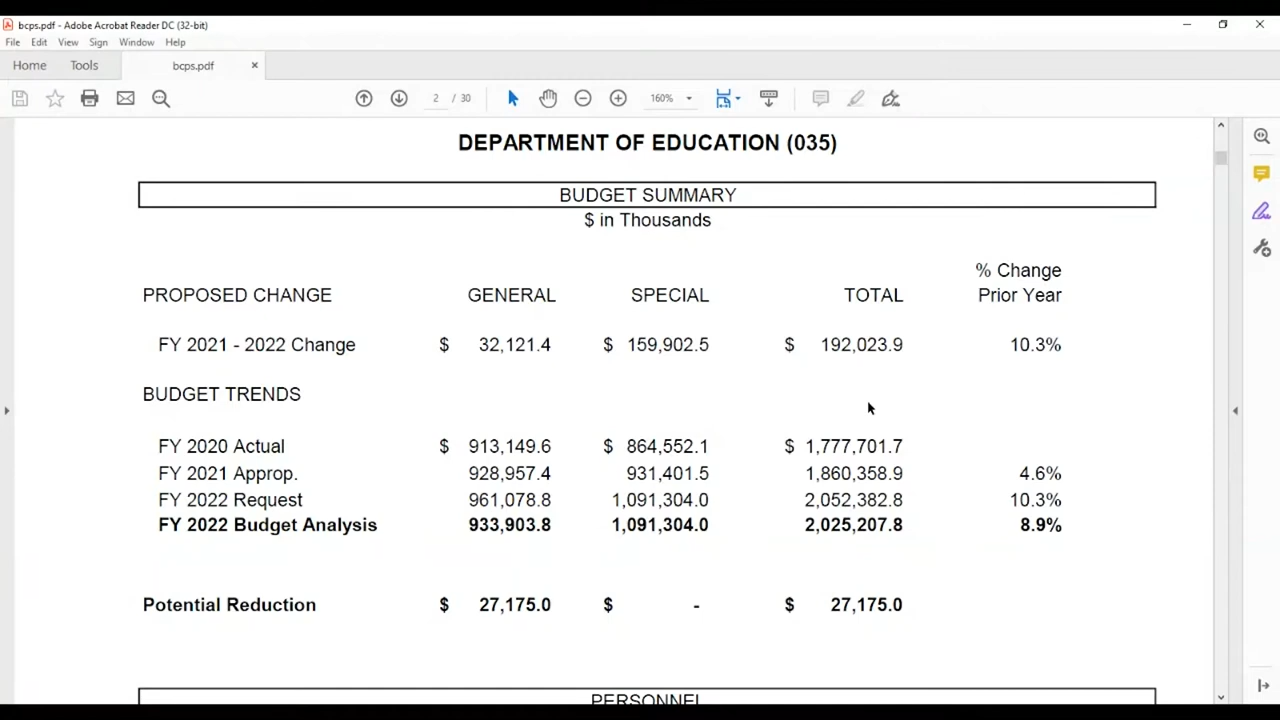 bcps.pdf - Adobe Acrobat Reader DC (32-bit)
File Edit View Sign Window Help
Home Tools bcps.pdf ×
2 / 30 160%
DEPARTMENT OF EDUCATION (035)
BUDGET SUMMARY
$ in Thousands
% Change
PROPOSED CHANGE GENERAL SPECIAL TOTAL Prior Year
FY 2021 - 2022 Change $ 32,121.4 $ 159,902.5 $ 192,023.9 10.3%
BUDGET TRENDS
FY 2020 Actual $ 913,149.6 $ 864,552.1 $ 1,777,701.7
FY 2021 Approp. 928,957.4 931,401.5 1,860,358.9 4.6%
FY 2022 Request 961,078.8 1,091,304.0 2,052,382.8 10.3%
FY 2022 Budget Analysis 933,903.8 1,091,304.0 2,025,207.8 8.9%
Potential Reduction $ 27,175.0 $ - $ 27,175.0
PERSONNEL